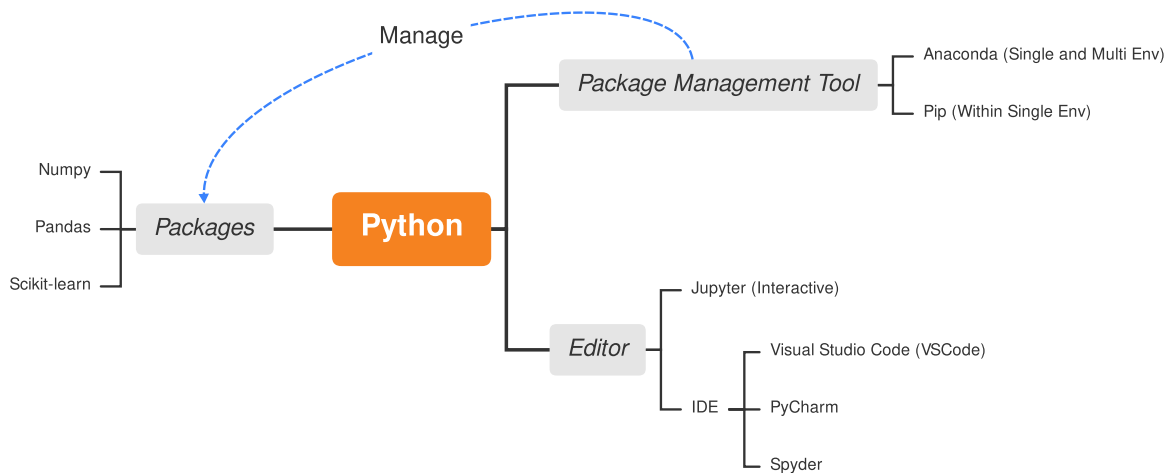 Manage
Package Management Tool
Anaconda (Single and Multi Env)
Pip (Within Single Env)
Numpy
Pandas
Scikit-learn
Packages
Python
Editor
Jupyter (Interactive)
IDE
Visual Studio Code (VSCode)
PyCharm
Spyder